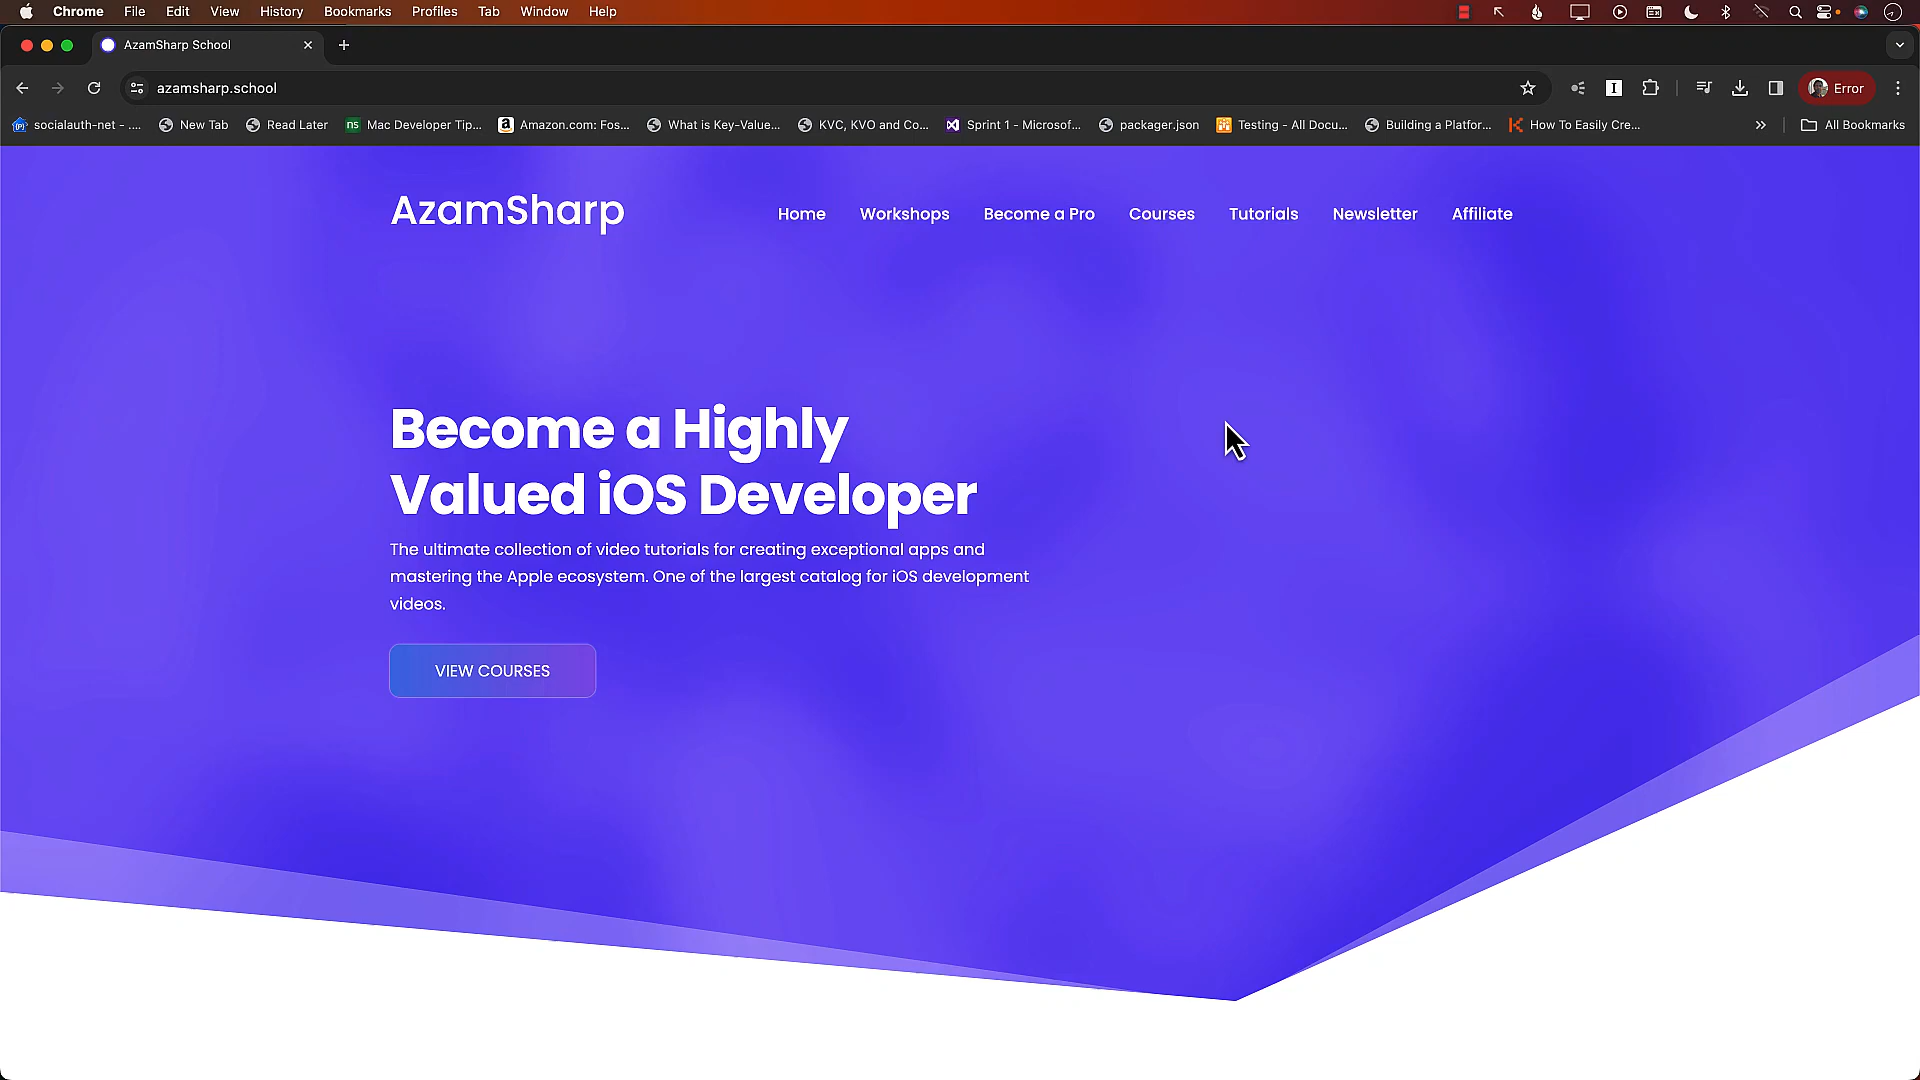 Chrome File Edit View History Bookmarks Profiles Tab Window Help
AzamSharp School
azamsharp.school
Error
socialauth-net - .... New Tab Read Later Mac Developer Tip... Amazon.com: Fos... What is Key-Value... KVC, KVO and Co... Sprint 1 - Microsof... packager.json Testing - All Docu... Building a Platfor... How To Easily Cre... All Bookmarks
AzamSharp
Home Workshops Become a Pro Courses Tutorials Newsletter Affiliate
Become a Highly
Valued iOS Developer
The ultimate collection of video tutorials for creating exceptional apps and
mastering the Apple ecosystem. One of the largest catalog for iOS development
videos.
VIEW COURSES